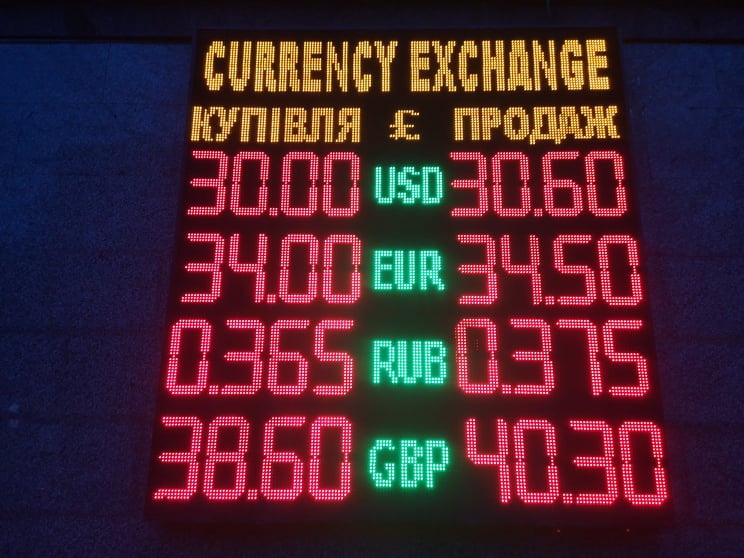 CURRENCY EXCHANGE
КУПІВЛЯ £ ПРОДАЖ
30.00 USD 30.60
34.00 EUR 34.50
0.365 RUB 0.375
38.60 GBP 40.30